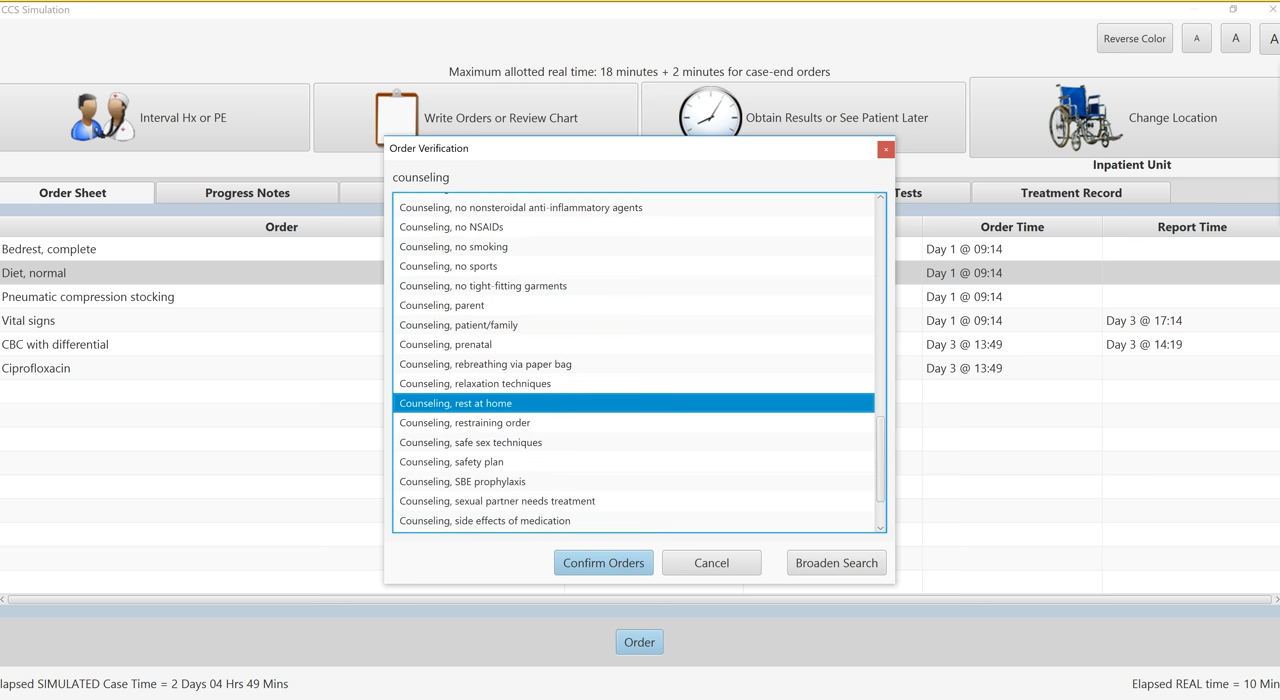 CCS Simulation
Reverse Color A A A
Maximum allotted real time: 18 minutes + 2 minutes for case-end orders
Interval Hx or PE
Write Orders or Review Chart
Obtain Results or See Patient Later
Change Location
Inpatient Unit
Order Sheet
Progress Notes
Tests
Treatment Record
Order
Order Time
Report Time
Bedrest, complete
Day 1 @ 09:14
Diet, normal
Day 1 @ 09:14
Pneumatic compression stocking
Day 1 @ 09:14
Vital signs
Day 1 @ 09:14
Day 3 @ 17:14
CBC with differential
Day 3 @ 13:49
Day 3 @ 14:19
Ciprofloxacin
Day 3 @ 13:49
Order Verification
counseling
Counseling, no nonsteroidal anti-inflammatory agents
Counseling, no NSAIDs
Counseling, no smoking
Counseling, no sports
Counseling, no tight-fitting garments
Counseling, parent
Counseling, patient/family
Counseling, prenatal
Counseling, rebreathing via paper bag
Counseling, relaxation techniques
Counseling, rest at home
Counseling, restraining order
Counseling, safe sex techniques
Counseling, safety plan
Counseling, SBE prophylaxis
Counseling, sexual partner needs treatment
Counseling, side effects of medication
Confirm Orders
Cancel
Broaden Search
Order
lapsed SIMULATED Case Time = 2 Days 04 Hrs 49 Mins
Elapsed REAL time = 10 Min